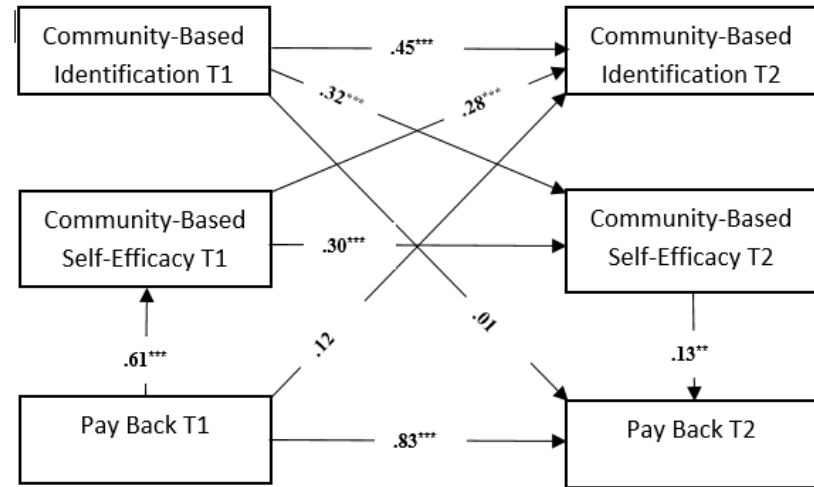 Community-Based
Identification T1
.45***
Community-Based
Identification T2
.32***
.28***
Community-Based
Self-Efficacy T1
.30***
Community-Based
Self-Efficacy T2
.61***
.12
.01
.13**
Pay Back T1
.83***
Pay Back T2